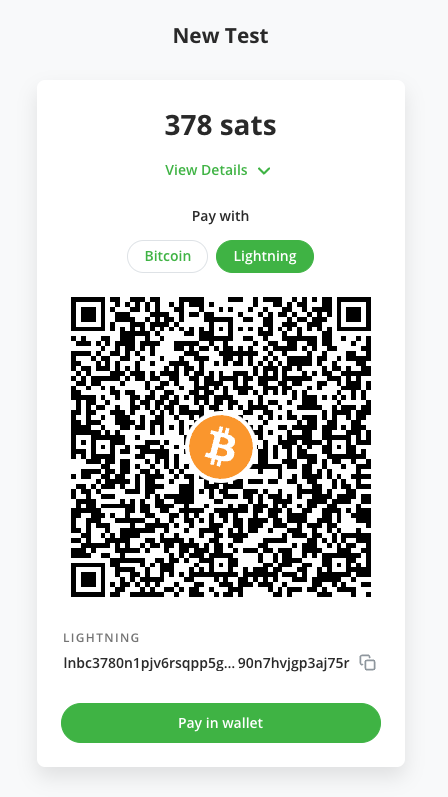 New Test
378 sats
View Details
Pay with
Bitcoin
Lightning
LIGHTNING
lnbc3780n1pjv6rsqpp5g... 90n7hvjgp3aj75r
Pay in wallet